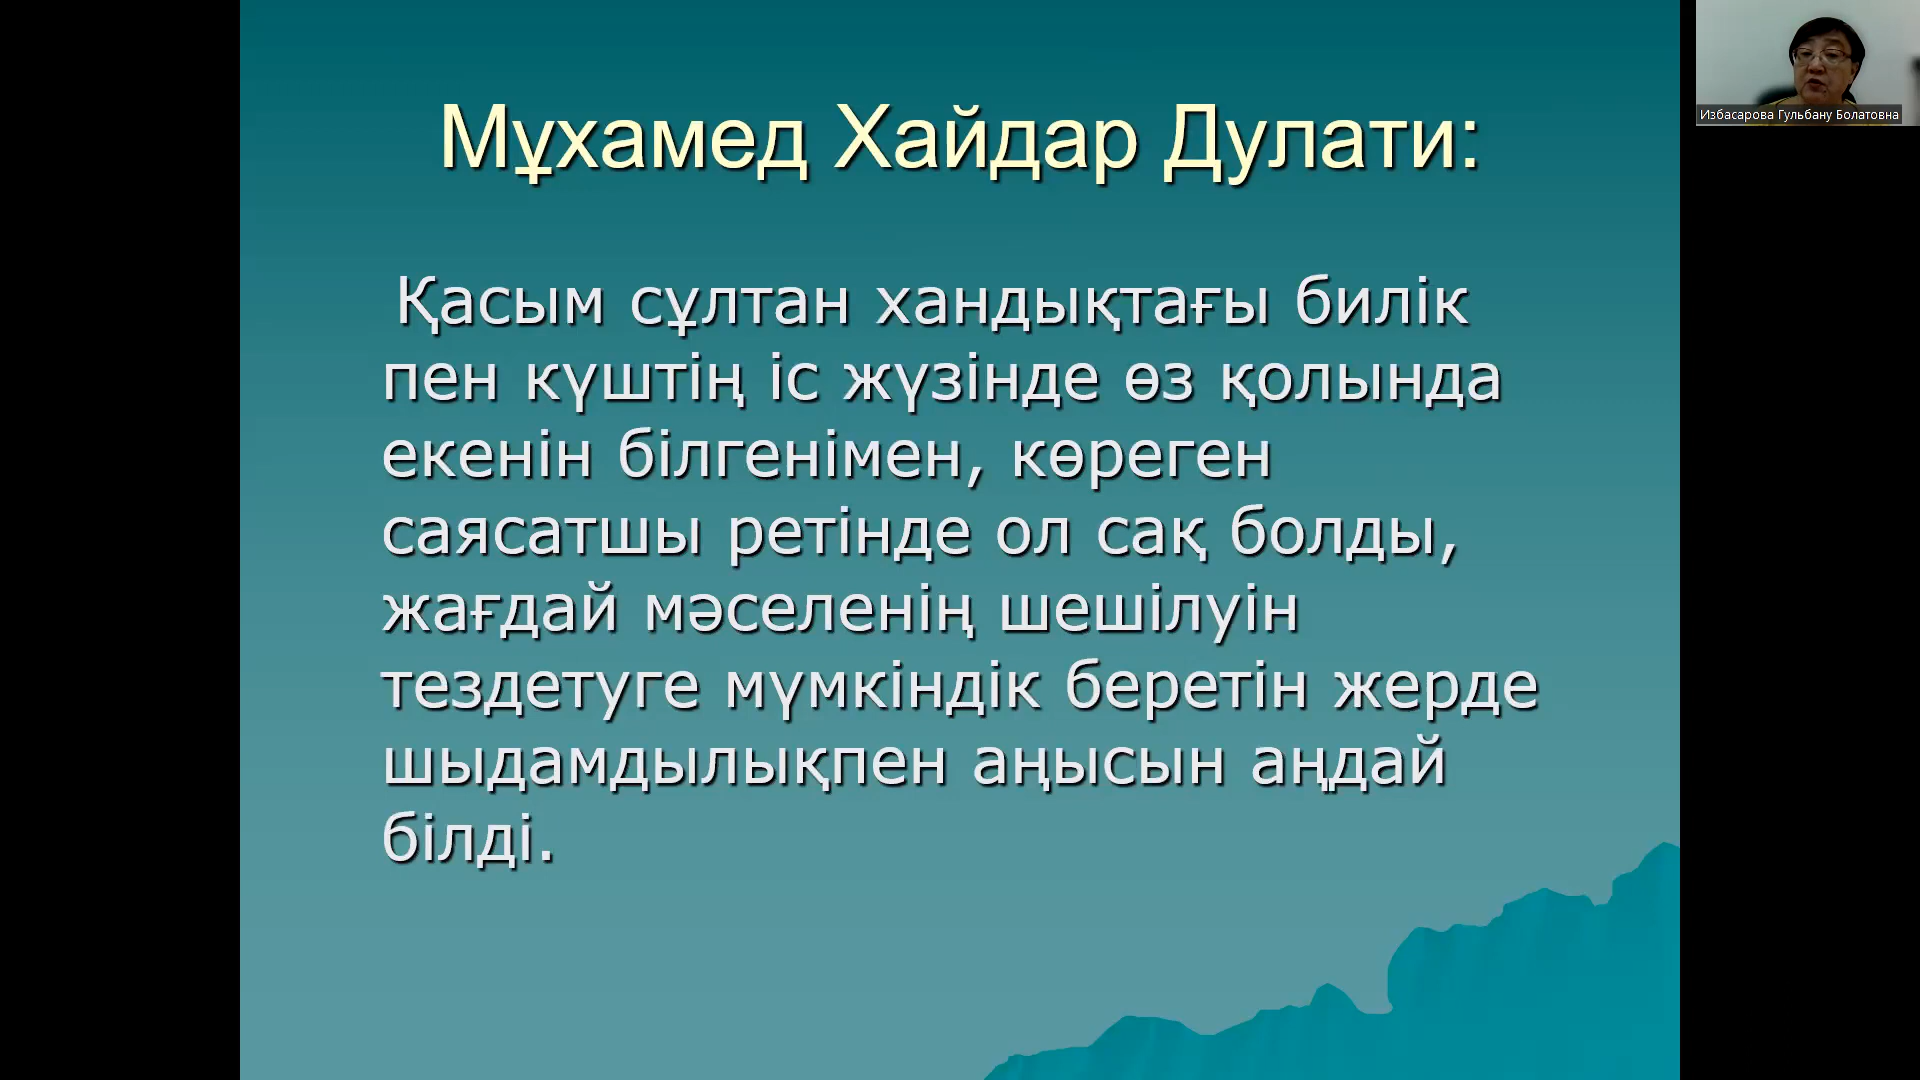 Мұхамед Хайдар Дулати:
Қасым сұлтан хандықтағы билік
пен күштің іс жүзінде өз қолында
екенін білгенімен, көреген
саясатшы ретінде ол сақ болды,
жағдай мәселенің шешілуін
тездетуге мүмкіндік беретін жерде
шыдамдылықпен аңысын аңдай
білді.
Избасарова Гульбану Болатовна